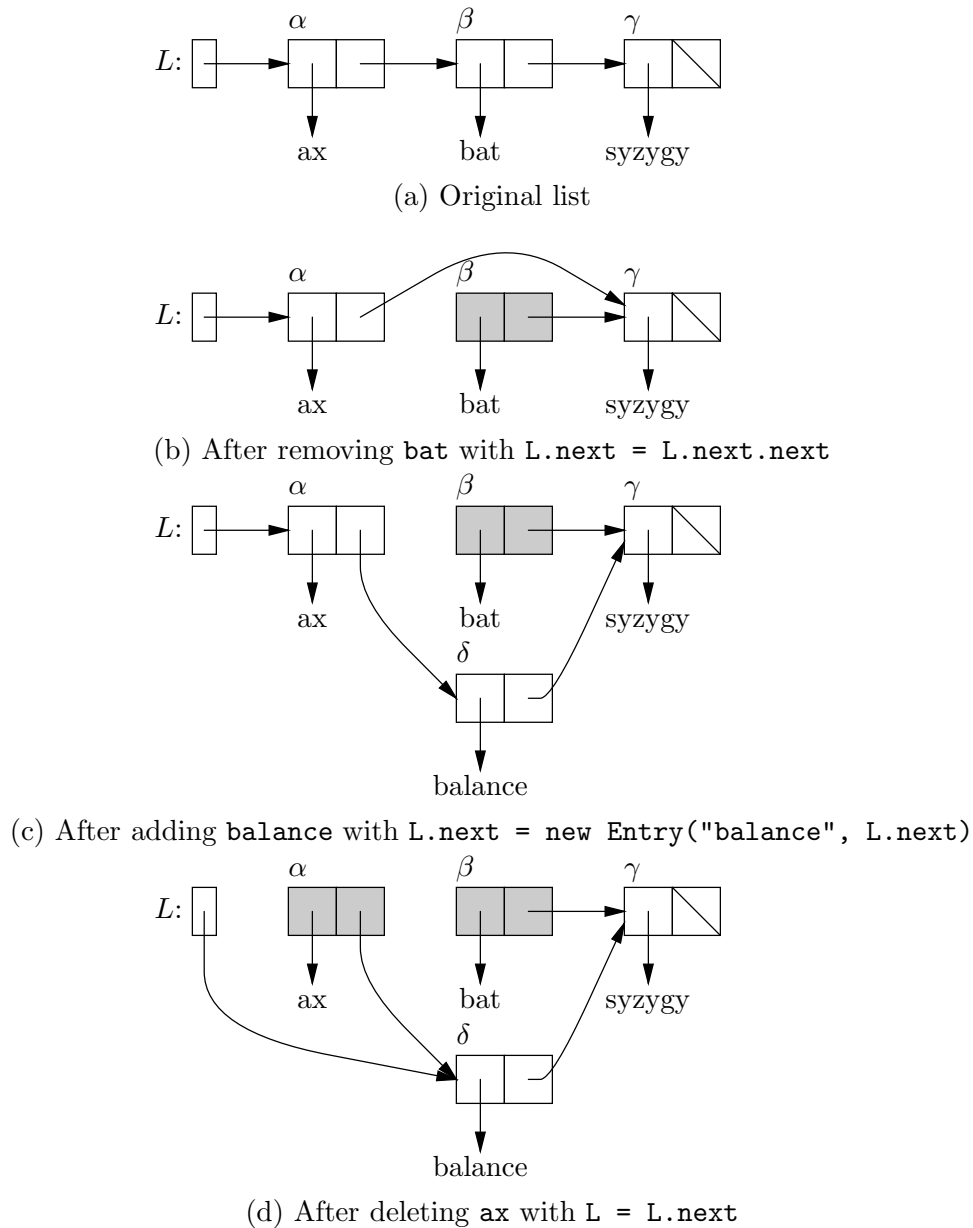 α β γ
L:
ax bat syzygy
(a) Original list
α β γ
L:
ax bat syzygy
(b) After removing bat with L.next = L.next.next
α β γ
L:
ax bat syzygy
δ
balance
(c) After adding balance with L.next = new Entry("balance", L.next)
α β γ
L:
ax bat syzygy
δ
balance
(d) After deleting ax with L = L.next